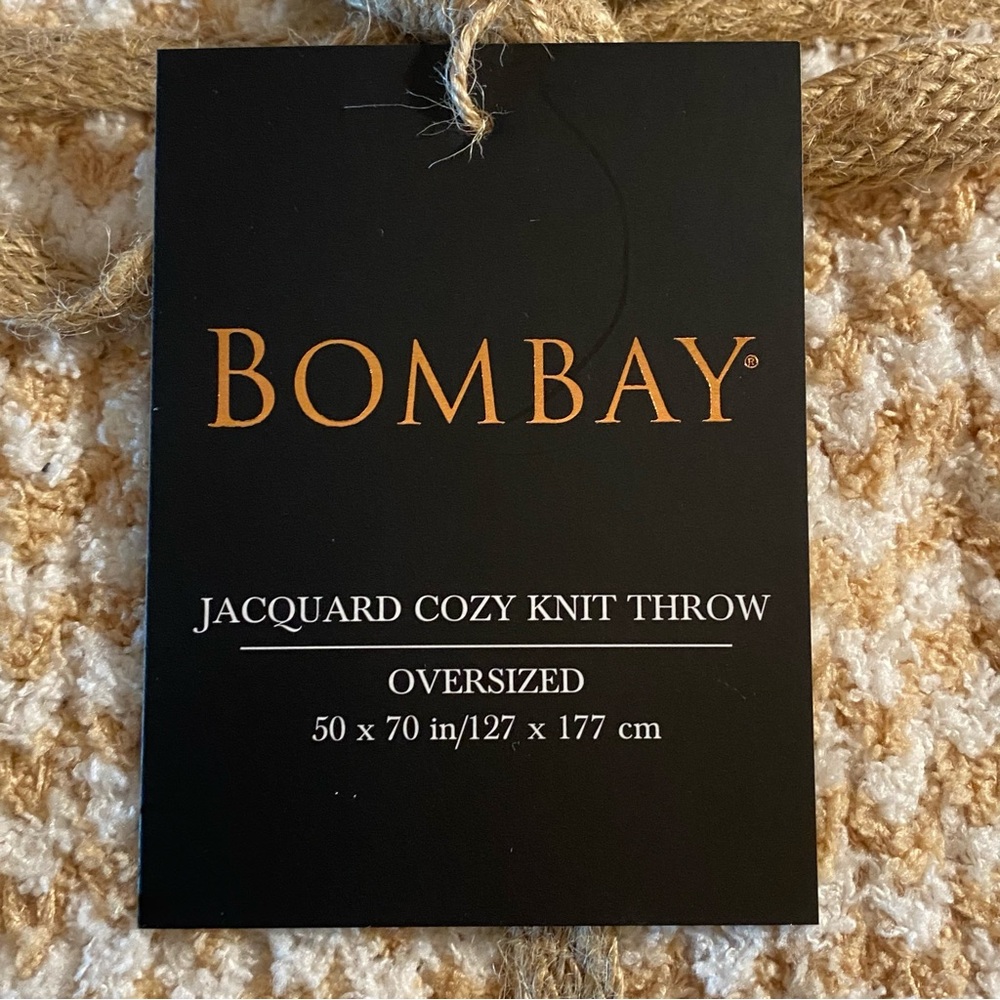 BOMBAY®
JACQUARD COZY KNIT THROW
OVERSIZED
50 x 70 in/127 x 177 cm